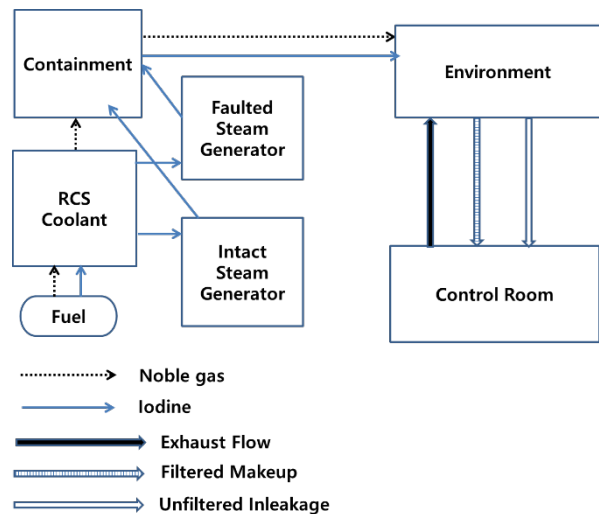 Containment
Environment
Faulted
Steam
Generator
RCS
Coolant
Intact
Steam
Generator
Control Room
Fuel
Noble gas
Iodine
Exhaust Flow
Filtered Makeup
Unfiltered Inleakage